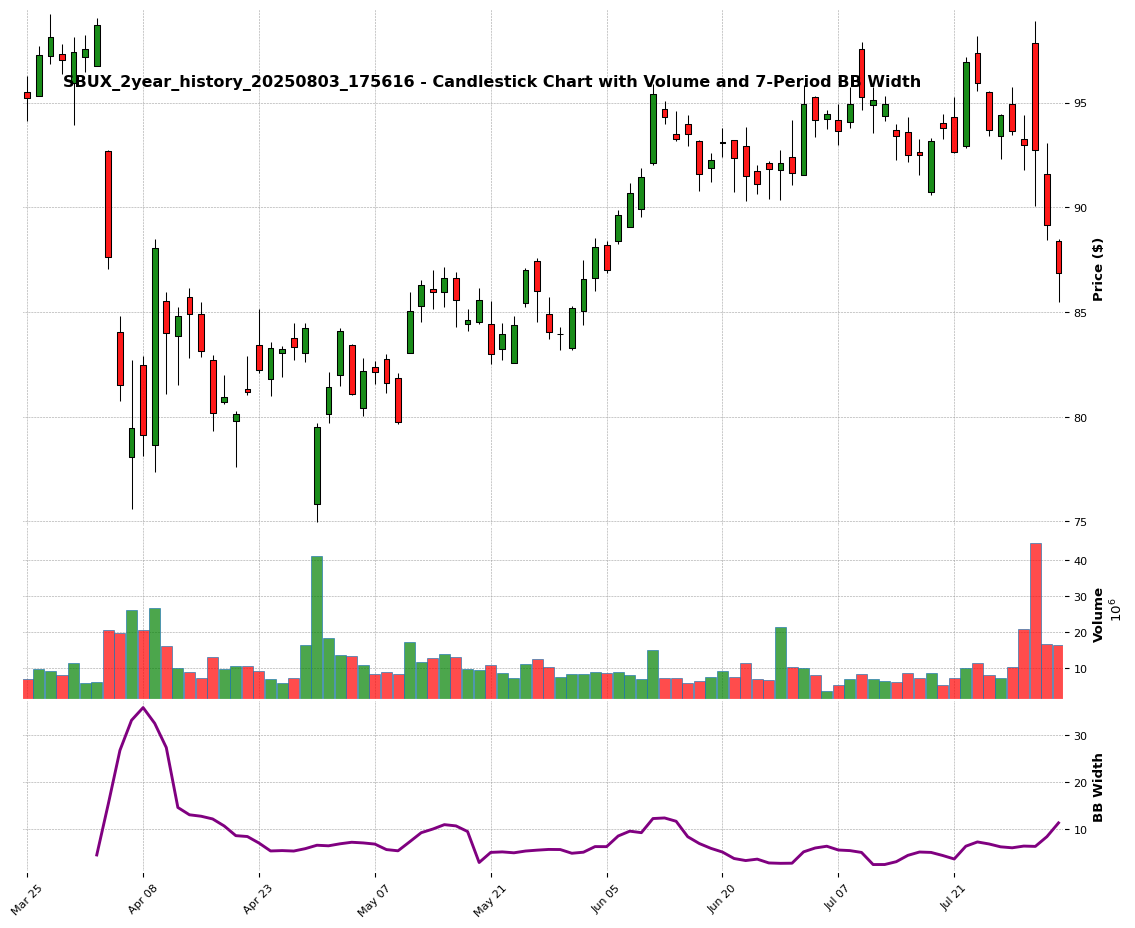 SBUX_2year_history_20250803_175616 - Candlestick Chart with Volume and 7-Period BB Width
95
90
85
80
75
Price ($)
40
30
20
10
Volume
10^6
30
20
10
BB Width
Mar 25
Apr 08
Apr 23
May 07
May 21
Jun 05
Jun 20
Jul 07
Jul 21